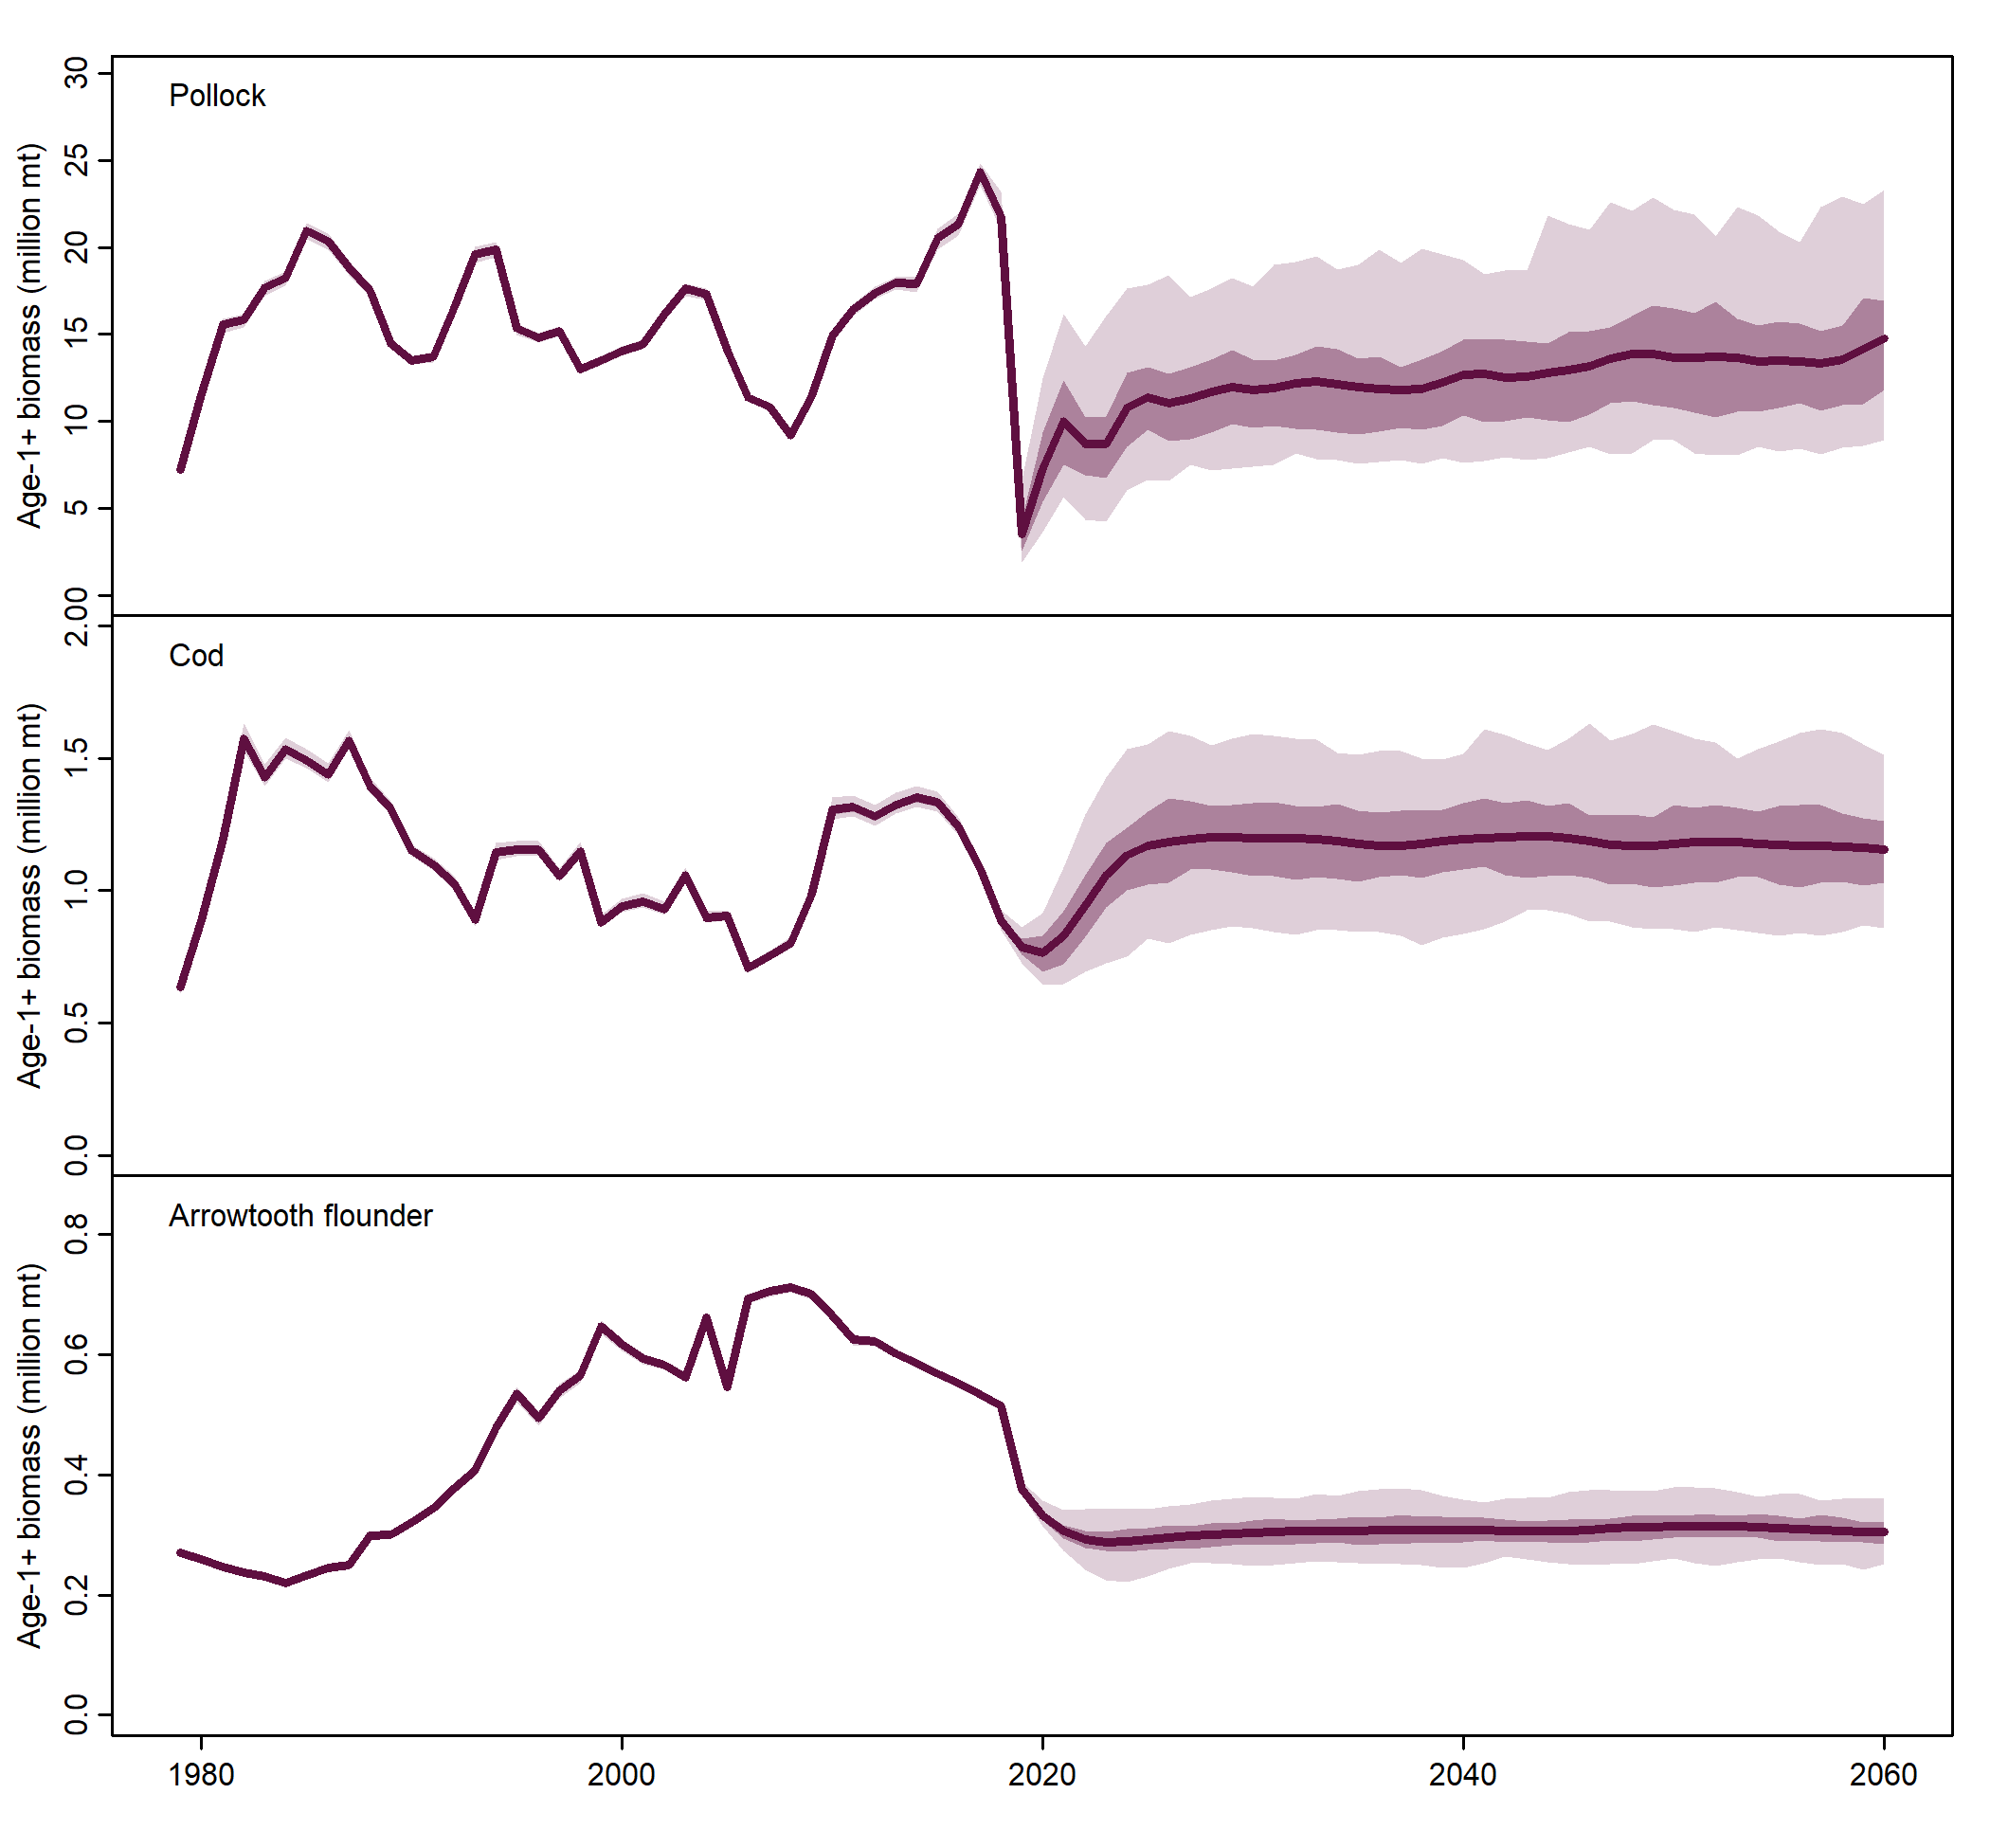 Pollock
Age-1+ biomass (million mt)
30
25
20
15
10
5
0
Cod
Age-1+ biomass (million mt)
2.0
1.5
1.0
0.5
0.0
Arrowtooth flounder
Age-1+ biomass (million mt)
0.8
0.6
0.4
0.2
0.0
1980 2000 2020 2040 2060